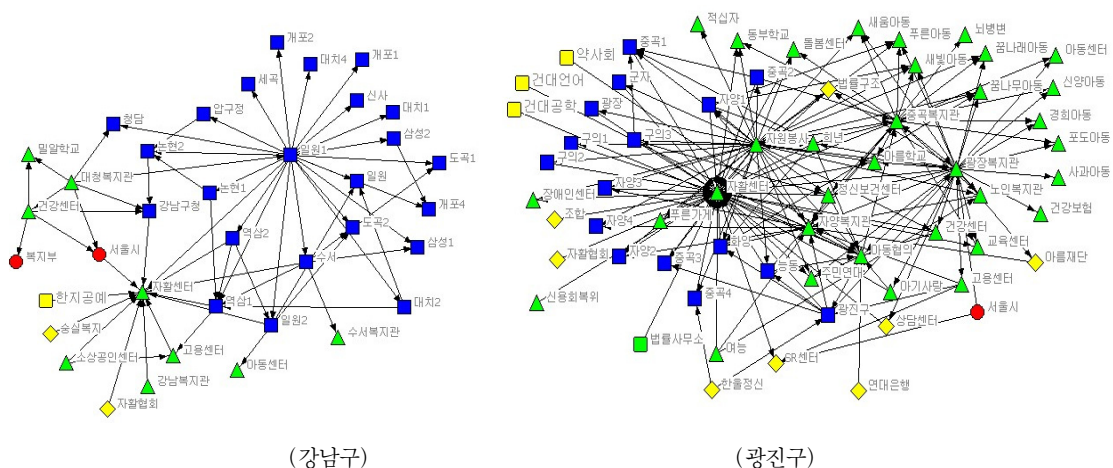 개포2
대치4
개포1
세곡
신사
압구정
대치1
청담
삼성2
밀알학교
논현2
일원1
도곡1
대청복지관
일원
논현1
건강센터
강남구청
개포4
역삼2
도곡2
삼성1
복지부
서울시
수서
자활센터
한지공예
역삼1
대치2
숭실복지
일원2
수서복지관
소상공인센터
고용센터
아동센터
강남복지관
자활협회
(강남구)
적십자
새움아동
뇌병변
중곡1
동부학교
돌봄센터
푸른아동
꿈나래아동
아동센터
약사회
새빛아동
군자
중곡2
법률구조
꿈나무아동
신양아동
건대언어
광장
자양1
건대공학
중곡복지관
경희아동
구의1
구의3
자원봉사
포도아동
구의2
아름학교
광장복지관
사과아동
자양3
자활센터
정신보건센터
노인복지관
장애인센터
건강보험
조합
자양4
푸른가게
자양복지관
건강센터
화양
교육센터
자활협회
자양2
아동협의
아름재단
중곡3
능동
주민연대
신용회복위
아기사랑
고용센터
중곡4
광진구
서울시
상담센터
법률사무소
여능
SR센터
한울정신
연대은행
(광진구)